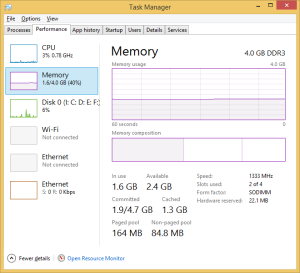 Task Manager
File Options View
Processes Performance App history Startup Users Details Services
CPU
3% 0.78 GHz
Memory
1.6/4.0 GB (40%)
Disk 0 (I: C: D: E: F:)
6%
Wi-Fi
Not connected
Ethernet
Not connected
Ethernet
S: 0 R: 0 Kbps
Memory 4.0 GB DDR3
Memory usage 4.0 GB
60 seconds 0
Memory composition
In use Available
1.6 GB 2.4 GB
Committed Cached
1.9/4.7 GB 1.3 GB
Paged pool Non-paged pool
164 MB 84.8 MB
Speed: 1333 MHz
Slots used: 2 of 4
Form factor: SODIMM
Hardware reserved: 22.1 MB
Fewer details Open Resource Monitor